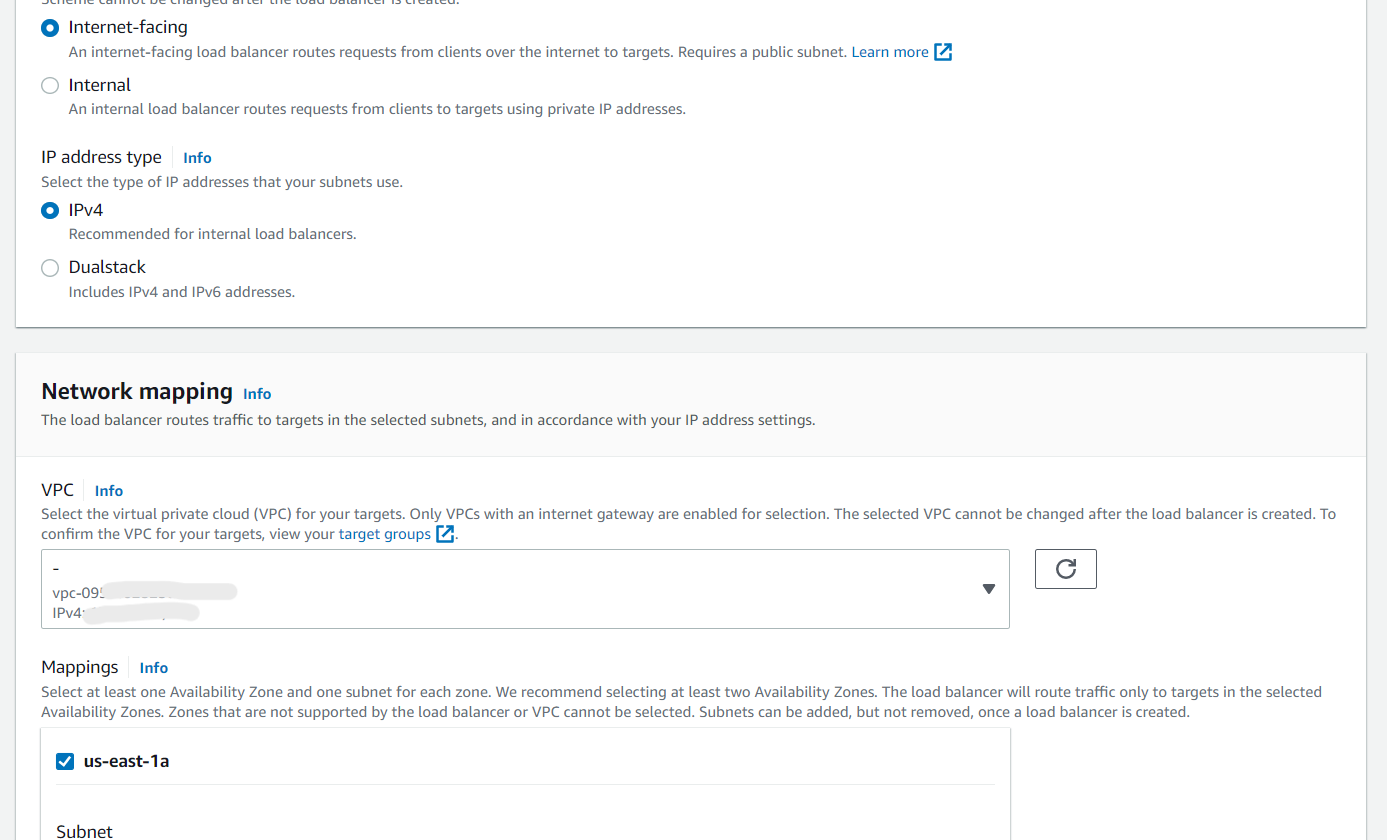 Scheme cannot be changed after the load balancer is created.
Internet-facing
An internet-facing load balancer routes requests from clients over the internet to targets. Requires a public subnet. Learn more
Internal
An internal load balancer routes requests from clients to targets using private IP addresses.
IP address type Info
Select the type of IP addresses that your subnets use.
IPv4
Recommended for internal load balancers.
Dualstack
Includes IPv4 and IPv6 addresses.
Network mapping Info
The load balancer routes traffic to targets in the selected subnets, and in accordance with your IP address settings.
VPC Info
Select the virtual private cloud (VPC) for your targets. Only VPCs with an internet gateway are enabled for selection. The selected VPC cannot be changed after the load balancer is created. To
confirm the VPC for your targets, view your target groups.
-
vpc-09
IPv4:
Mappings Info
Select at least one Availability Zone and one subnet for each zone. We recommend selecting at least two Availability Zones. The load balancer will route traffic only to targets in the selected
Availability Zones. Zones that are not supported by the load balancer or VPC cannot be selected. Subnets can be added, but not removed, once a load balancer is created.
us-east-1a
Subnet